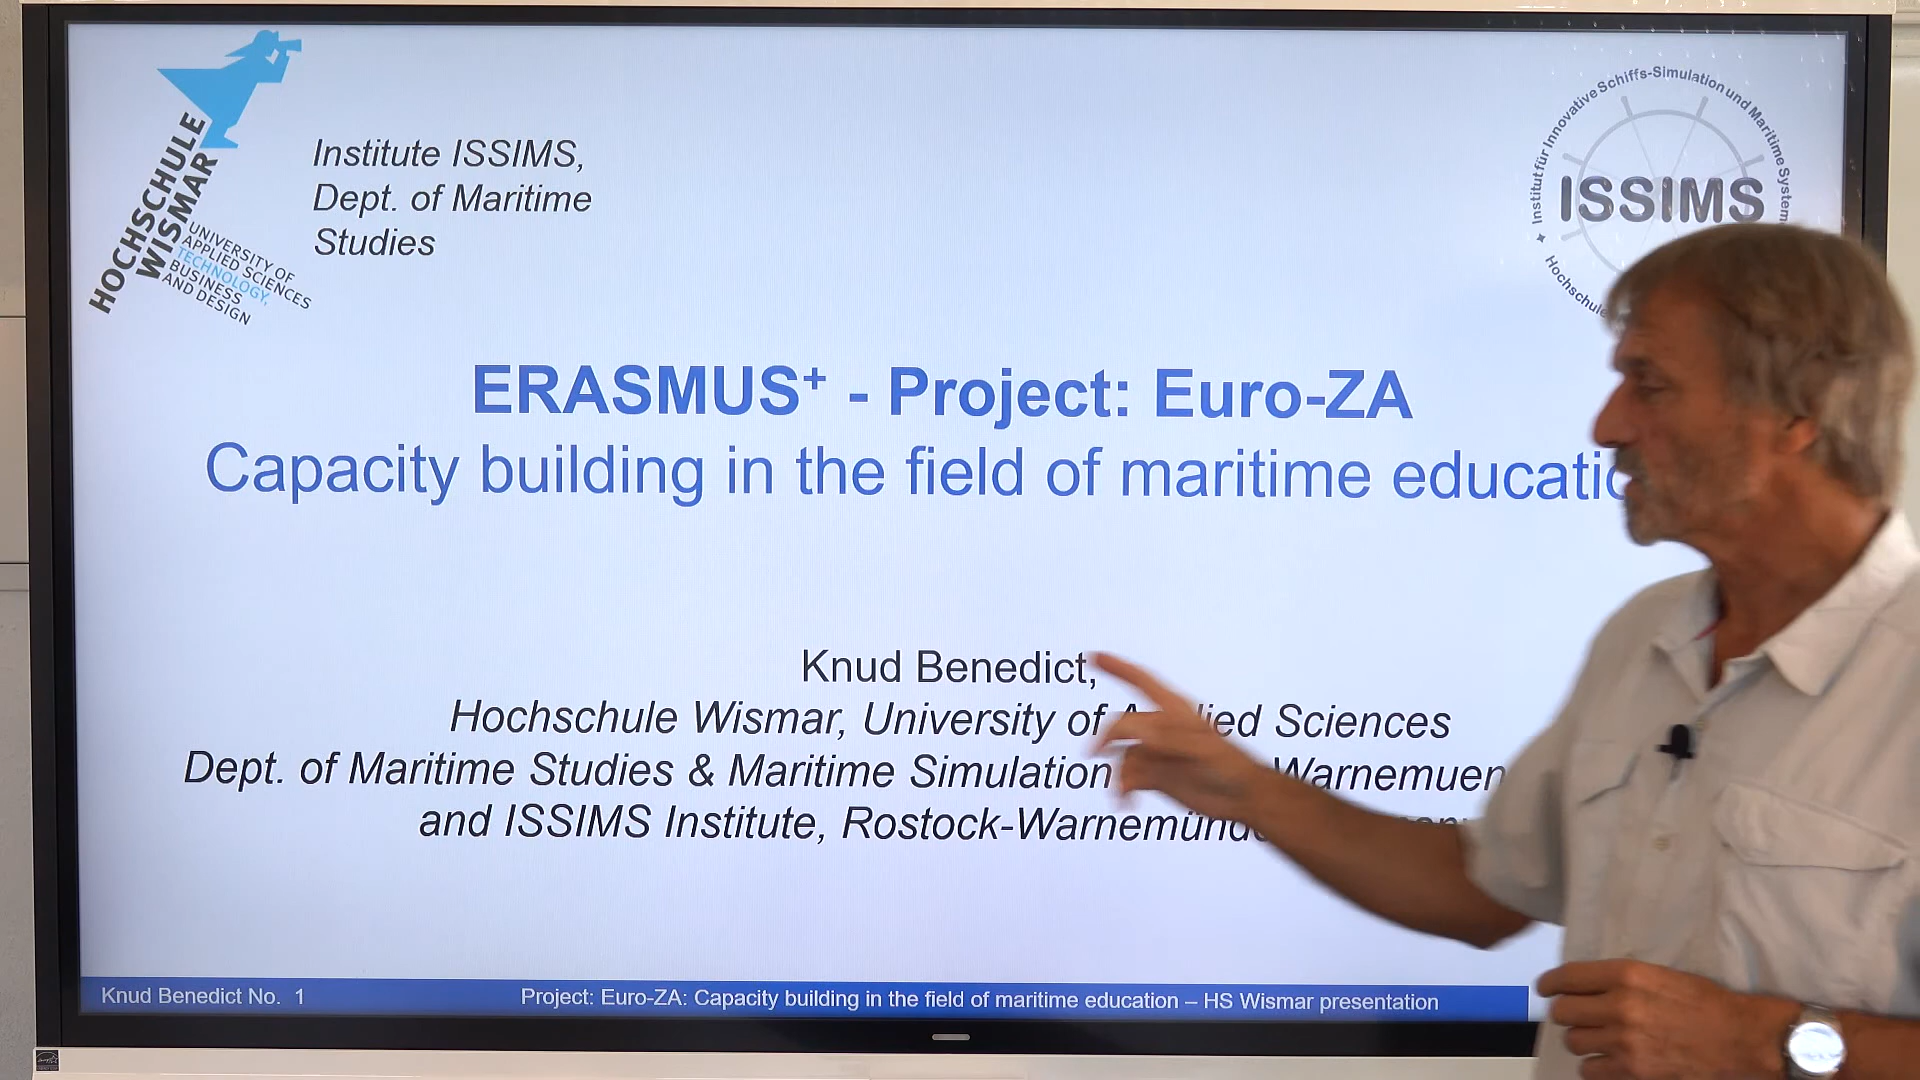 HOCHSCHULE
WISMAR
UNIVERSITY OF
APPLIED SCIENCES
TECHNOLOGY,
BUSINESS
AND DESIGN
Institute ISSIMS,
Dept. of Maritime
Studies
Institut für Innovative Schiffs-Simulation und Maritime System
ISSIMS
Hochschule
ERASMUS+ - Project: Euro-ZA
Capacity building in the field of maritime educatio
Knud Benedict,
Hochschule Wismar, University of Applied Sciences
Dept. of Maritime Studies & Maritime Simulation Warnemuen
and ISSIMS Institute, Rostock-Warnemünde
Knud Benedict No. 1
Project: Euro-ZA: Capacity building in the field of maritime education – HS Wismar presentation